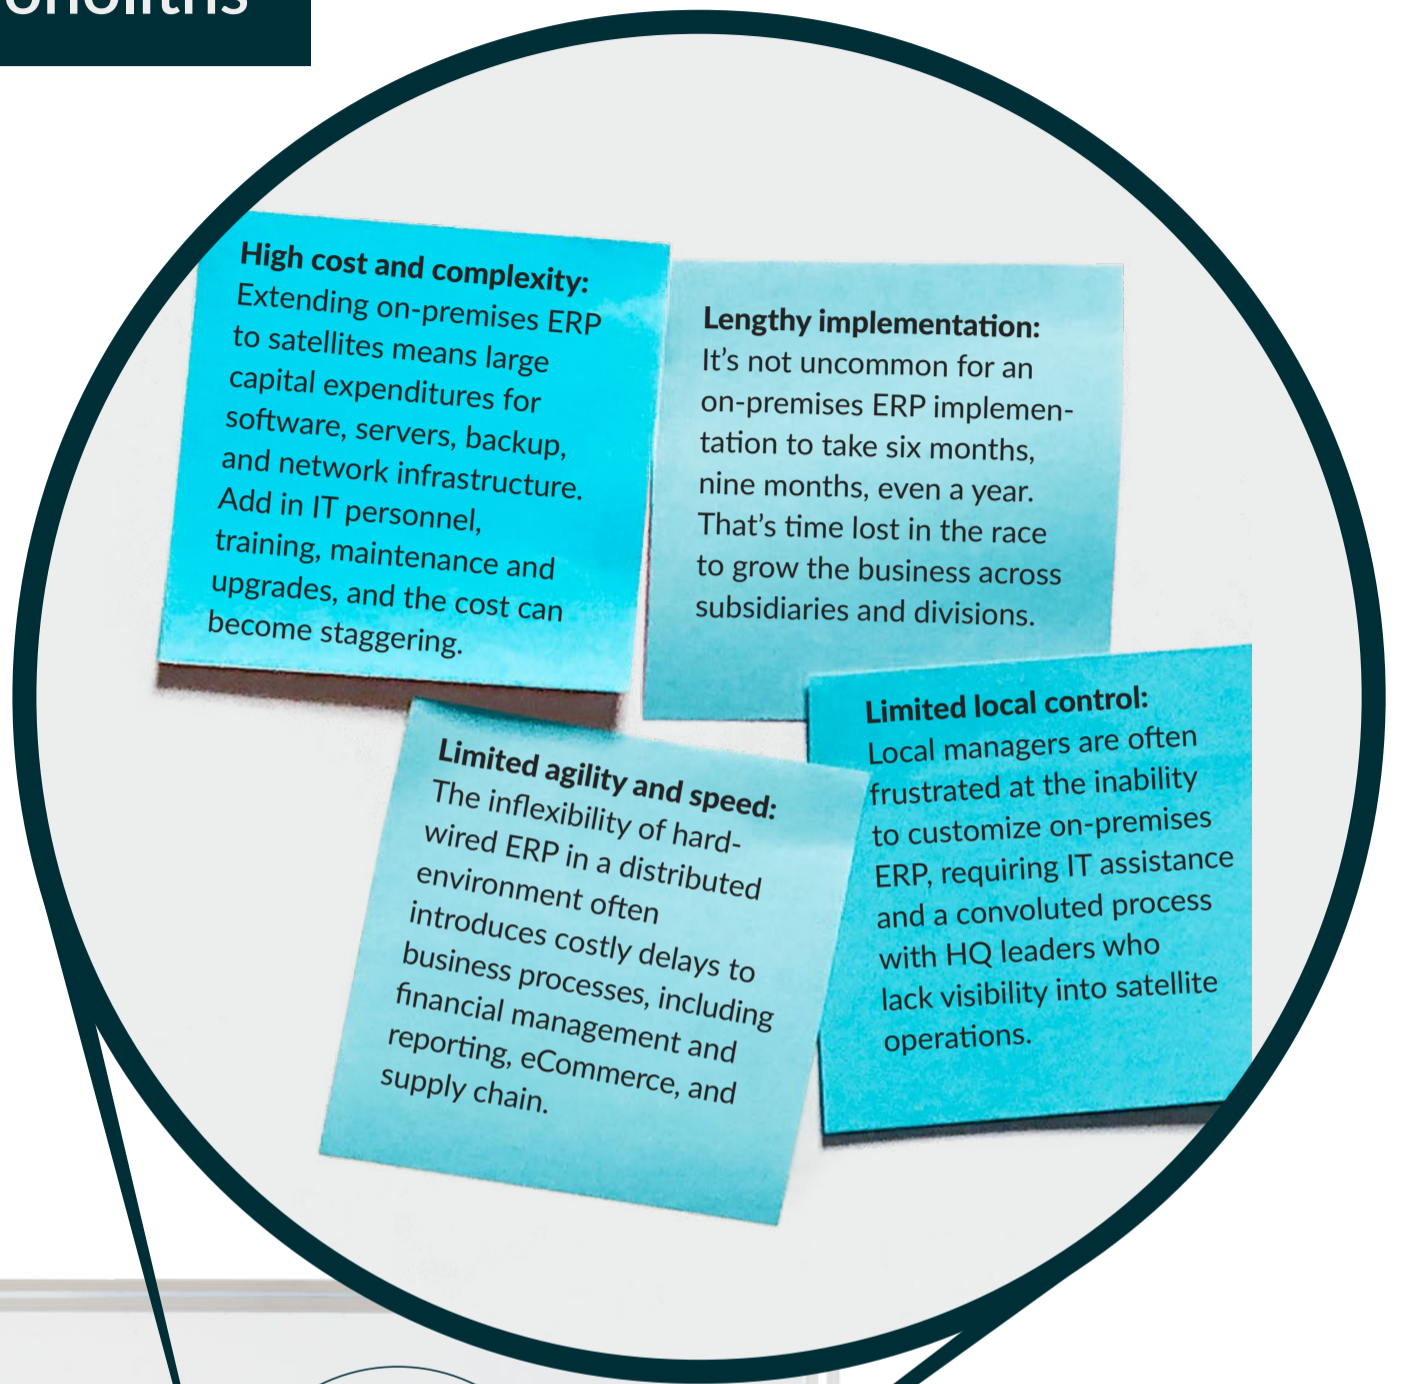 High cost and complexity:
Extending on-premises ERP
to satellites means large
capital expenditures for
software, servers, backup,
and network infrastructure.
Add in IT personnel,
training, maintenance and
upgrades, and the cost can
become staggering.
Lengthy implementation:
It’s not uncommon for an
on-premises ERP implemen-
tation to take six months,
nine months, even a year.
That’s time lost in the race
to grow the business across
subsidiaries and divisions.
Limited agility and speed:
The inflexibility of hard-
wired ERP in a distributed
environment often
introduces costly delays to
business processes, including
financial management and
reporting, eCommerce, and
supply chain.
Limited local control:
Local managers are often
frustrated at the inability
to customize on-premises
ERP, requiring IT assistance
and a convoluted process
with HQ leaders who
lack visibility into satellite
operations.